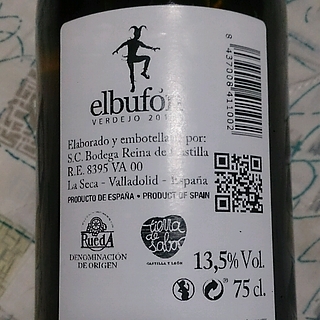 elbufón
VERDEJO
Elaborado y embotellado por:
S.C. Bodega Reina de Castilla
R.E. 8395 VA 00
La Seca - Valladolid - España
PRODUCTO DE ESPAÑA • PRODUCT OF SPAIN
RUEDA
DENOMINACIÓN
DE ORIGEN
tierra
de
sabor
CASTILLA Y LEÓN
13,5% Vol.
75 cl.
8 437008 411002